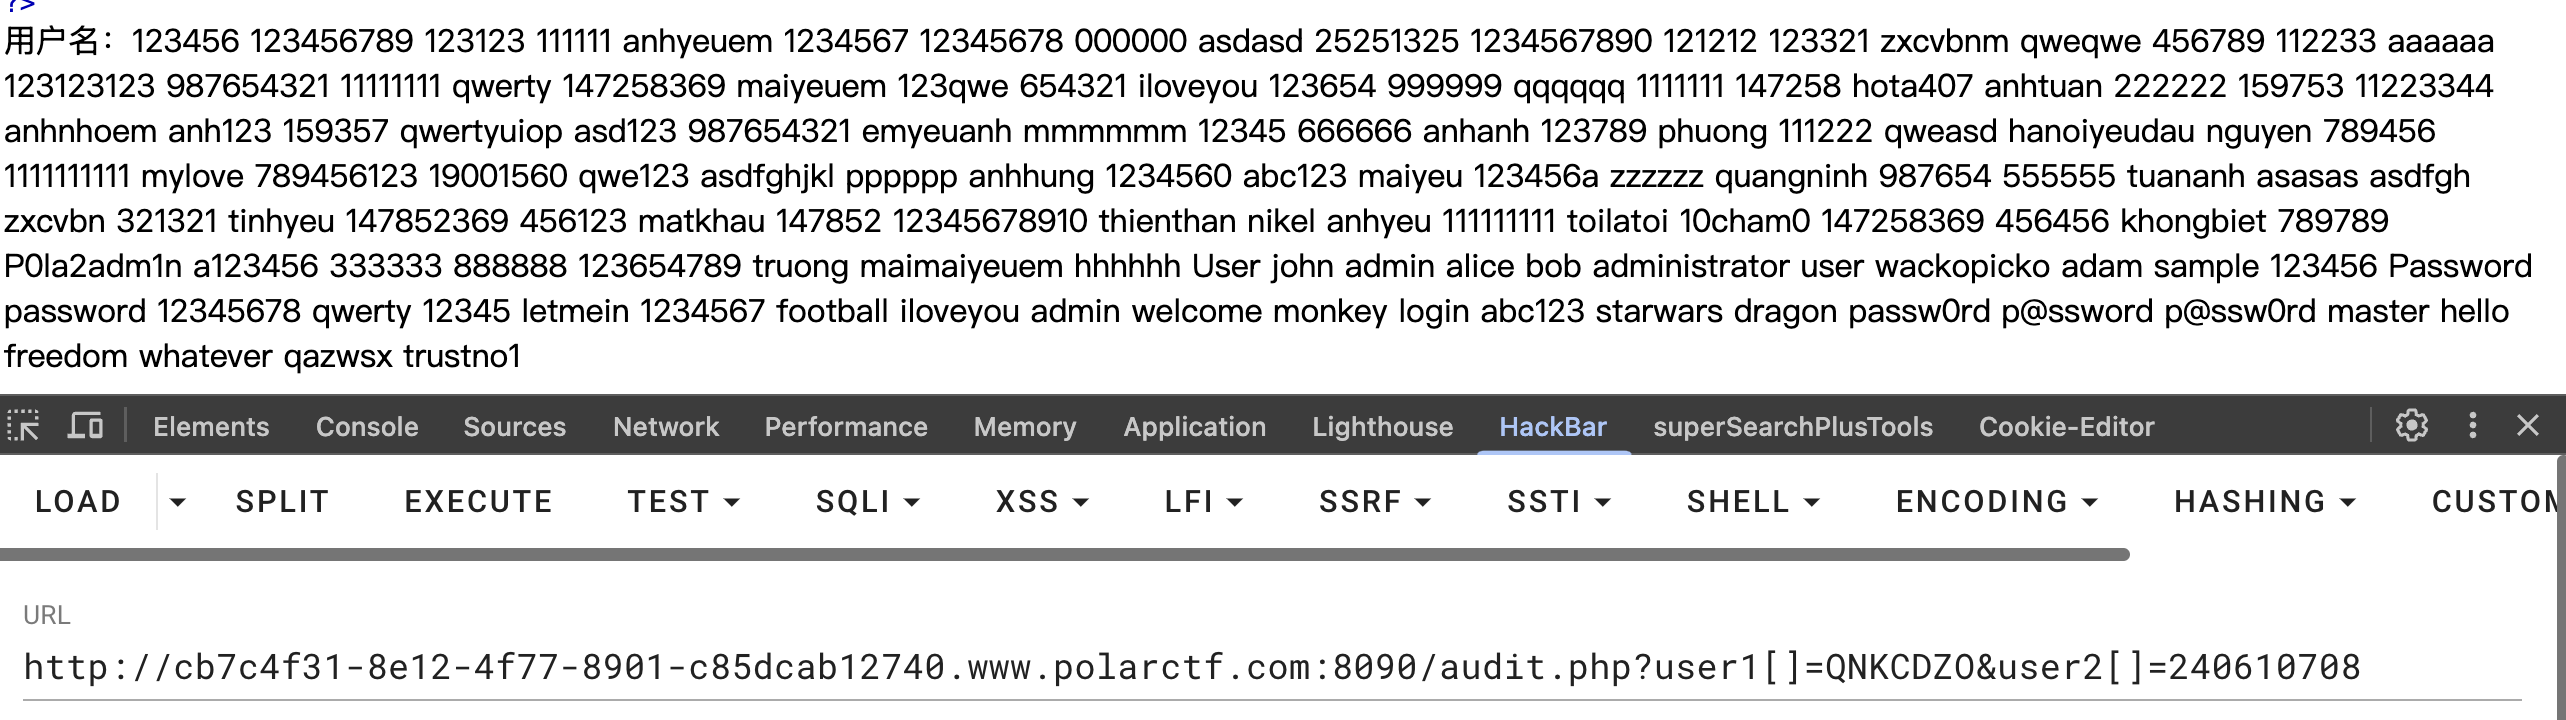 ?>
用户名：123456 123456789 123123 111111 anhyeuem 1234567 12345678 000000 asdasd 25251325 1234567890 121212 123321 zxcvbnm qweqwe 456789 112233 aaaaaa
123123123 987654321 11111111 qwerty 147258369 maiyeuem 123qwe 654321 iloveyou 123654 999999 qqqqqq 1111111 147258 hota407 anhtuan 222222 159753 11223344
anhnhoem anh123 159357 qwertyuiop asd123 987654321 emyeuanh mmmmmm 12345 666666 anhanh 123789 phuong 111222 qweasd hanoiyeudau nguyen 789456
1111111111 mylove 789456123 19001560 qwe123 asdfghjkl pppppp anhhung 1234560 abc123 maiyeu 123456a zzzzzz quangninh 987654 555555 tuananh asasas asdfgh
zxcvbn 321321 tinhyeu 147852369 456123 matkhau 147852 12345678910 thienthan nikel anhyeu 111111111 toilatoi 10cham0 147258369 456456 khongbiet 789789
P0la2adm1n a123456 333333 888888 123654789 truong maimaiyeuem hhhhhh User john admin alice bob administrator user wackopicko adam sample 123456 Password
password 12345678 qwerty 12345 letmein 1234567 football iloveyou admin welcome monkey login abc123 starwars dragon passw0rd p@ssword p@ssw0rd master hello
freedom whatever qazwsx trustno1
Elements Console Sources Network Performance Memory Application Lighthouse HackBar superSearchPlusTools Cookie-Editor
LOAD SPLIT EXECUTE TEST SQLI XSS LFI SSRF SSTI SHELL ENCODING HASHING CUSTOM
URL
http://cb7c4f31-8e12-4f77-8901-c85dcab12740.www.polarctf.com:8090/audit.php?user1[]=QNKCDZO&user2[]=240610708